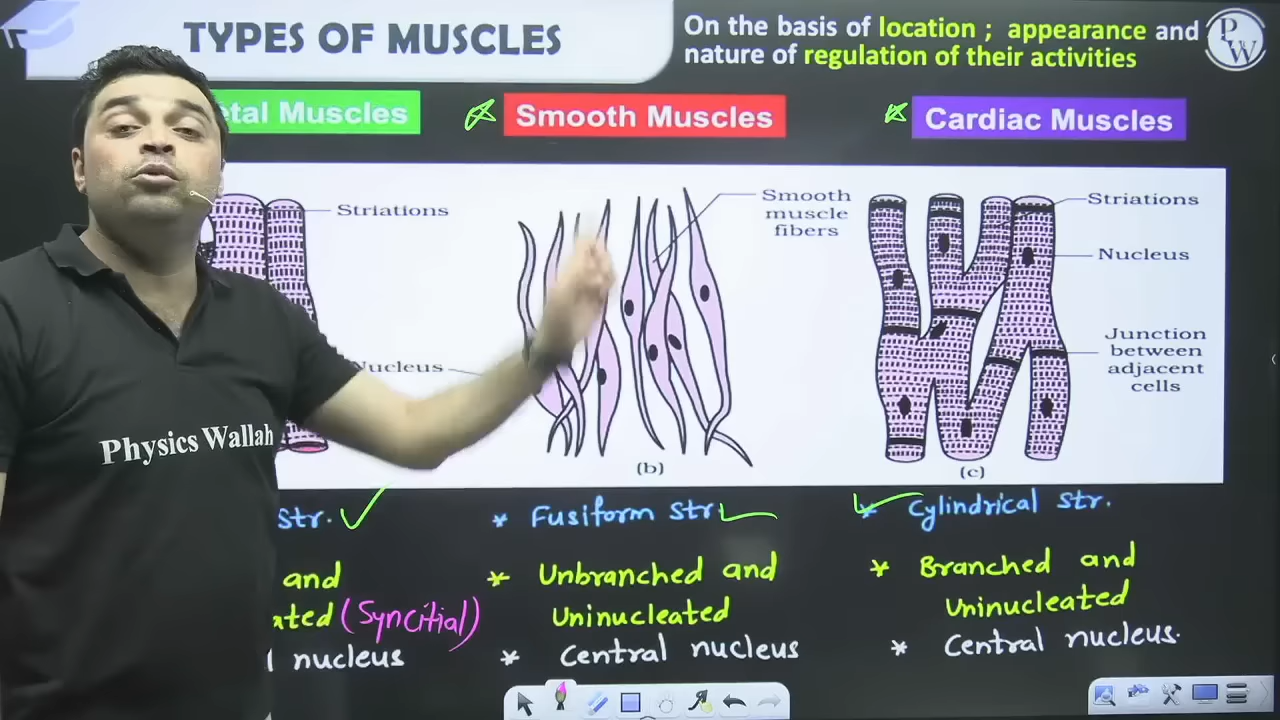 TYPES OF MUSCLES
On the basis of location ; appearance and
nature of regulation of their activities
P
W
etal Muscles
Smooth Muscles
Cardiac Muscles
Striations
Nucleus
Smooth
muscle
fibers
(b)
Striations
Nucleus
Junction
between
adjacent
cells
(c)
Physics Wallah
str.
and
ated (Syncitial)
l nucleus
* Fusiform str
* Unbranched and
Uninucleated
* Central nucleus
* Cylindrical str.
* Branched and
Uninucleated
* Central nucleus.